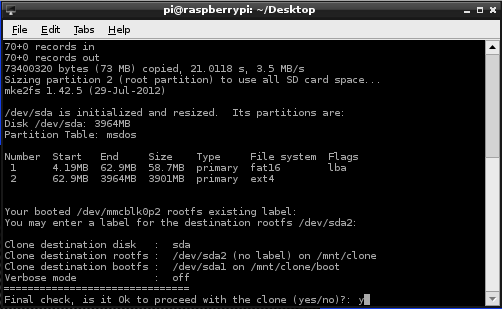 pi@raspberrypi: ~/Desktop
File Edit Tabs Help
70+0 records in
70+0 records out
73400320 bytes (73 MB) copied, 21.0118 s, 3.5 MB/s
Sizing partition 2 (root partition) to use all SD card space...
mke2fs 1.42.5 (29-Jul-2012)
/dev/sda is initialized and resized.  Its partitions are:
Disk /dev/sda: 3964MB
Partition Table: msdos
Number  Start   End     Size    Type     File system  Flags
1      4.19MB  62.9MB  58.7MB  primary  fat16        lba
2      62.9MB  3964MB  3901MB  primary  ext4
Your booted /dev/mmcblk0p2 rootfs existing label:
You may enter a label for the destination rootfs /dev/sda2:
Clone destination disk   :  sda
Clone destination rootfs :  /dev/sda2 (no label) on /mnt/clone
Clone destination bootfs :  /dev/sda1 on /mnt/clone/boot
Verbose mode             :  off
===============================
Final check, is it Ok to proceed with the clone (yes/no)?: y